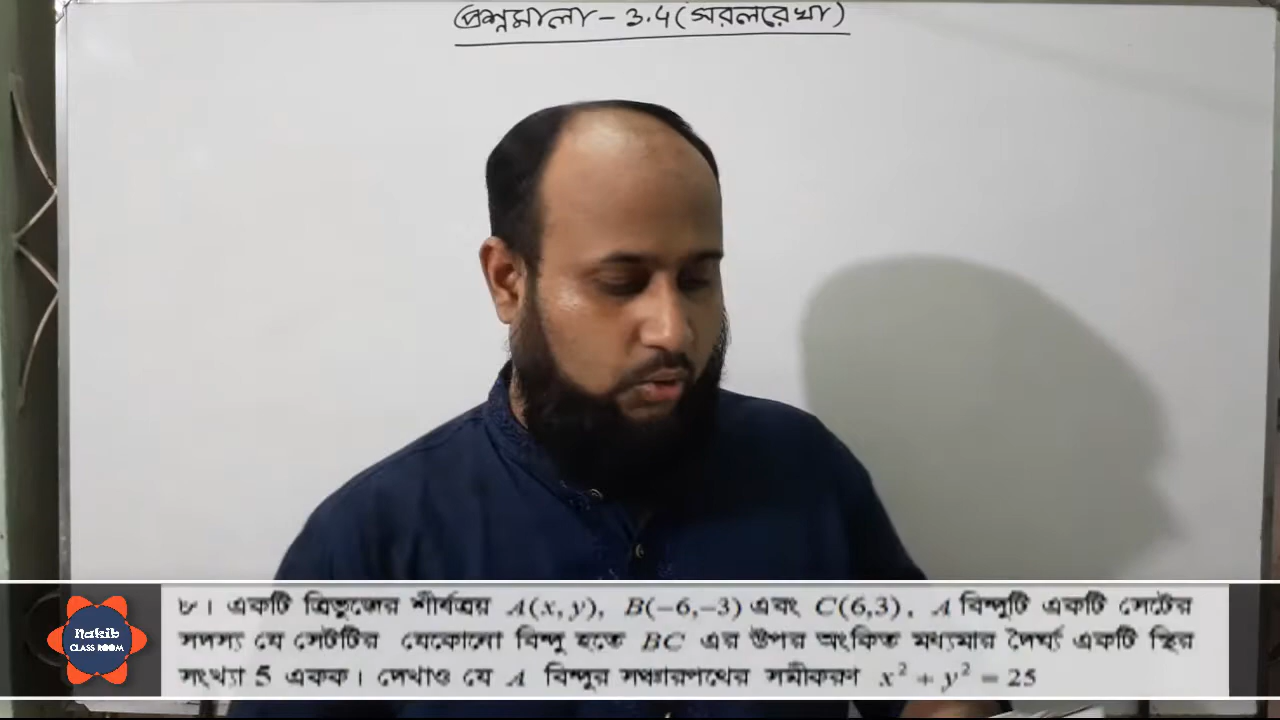 প্রশ্নমালা - 3.4 (সরলরেখা)
৮। একটি ত্রিভুজের শীর্ষত্রয় A(x, y), B(−6,−3) এবং C(6,3), A বিন্দুটি একটি সেটের
সদস্য যে সেটটির যেকোনো বিন্দু হতে BC এর উপর অংকিত মধ্যমার দৈর্ঘ্য একটি স্থির
সংখ্যা 5 একক। দেখাও যে A বিন্দুর সঞ্চারপথের সমীকরণ x² + y² = 25
Nakib
CLASS ROOM